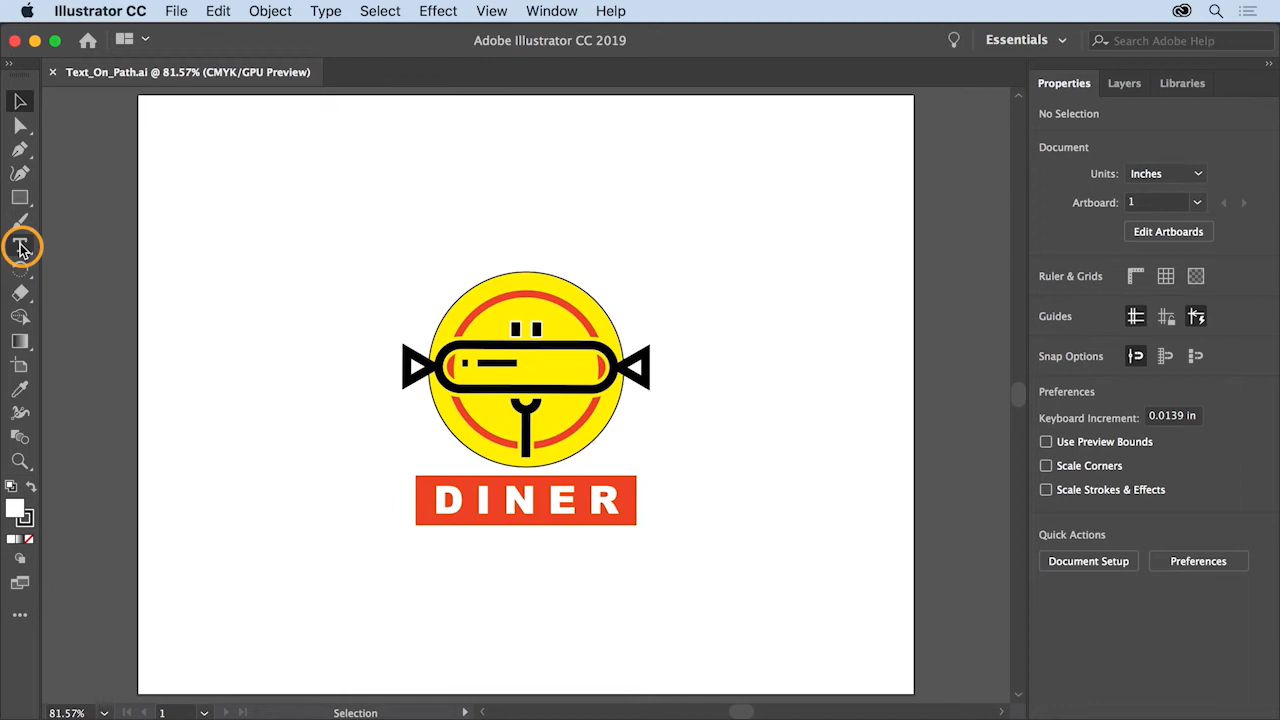 Illustrator CC File Edit Object Type Select Effect View Window Help
Adobe Illustrator CC 2019
Essentials
Search Adobe Help
× Text_On_Path.ai @ 81.57% (CMYK/GPU Preview)
Properties Layers Libraries
No Selection
Document
Units: Inches
Artboard: 1
Edit Artboards
Ruler & Grids
Guides
Snap Options
Preferences
Keyboard Increment: 0.0139 in
Use Preview Bounds
Scale Corners
Scale Strokes & Effects
Quick Actions
Document Setup Preferences
DINER
81.57% 1 Selection